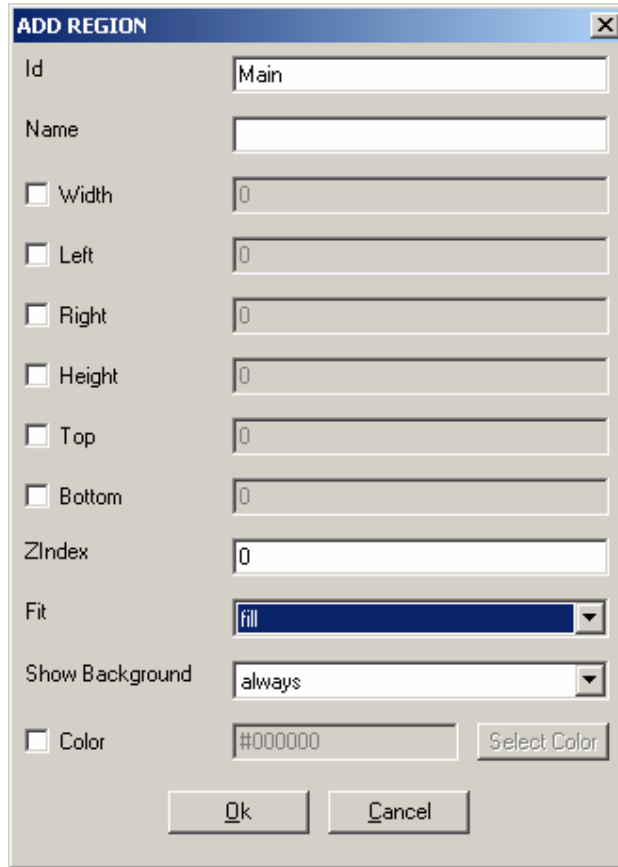 ADD REGION
Id Main
Name
Width 0
Left 0
Right 0
Height 0
Top 0
Bottom 0
ZIndex 0
Fit fill
Show Background always
Color #000000 Select Color
Ok Cancel